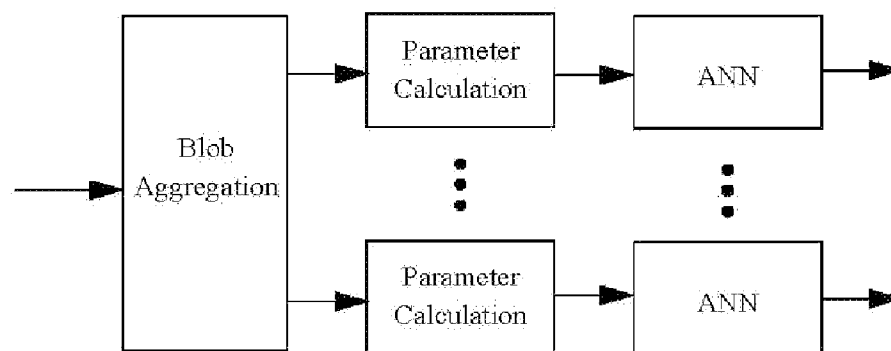 Parameter
Calculation
ANN
Blob
Aggregation
Parameter
Calculation
ANN